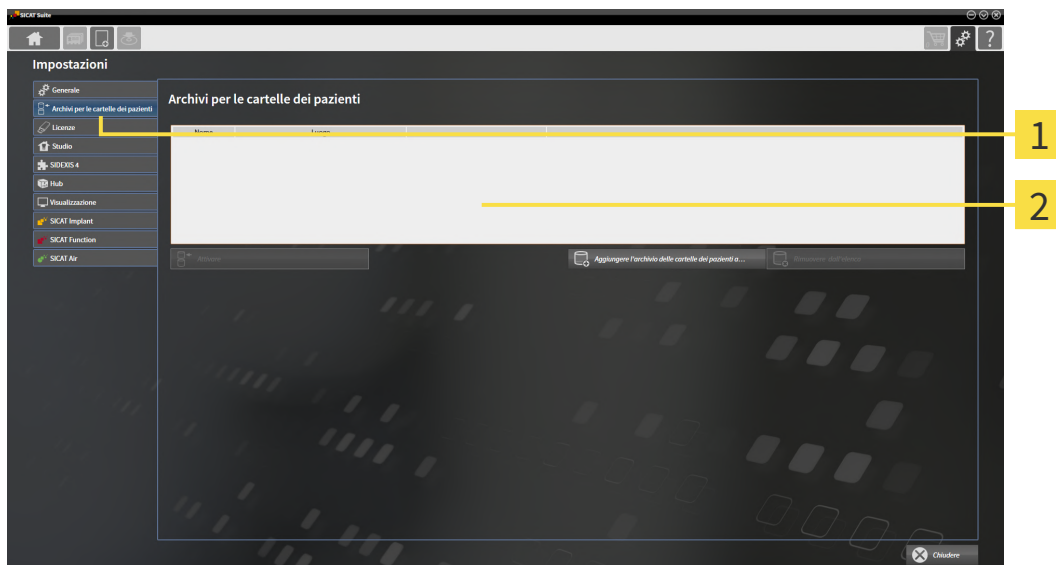 SICAT Suite
Impostazioni
Generale
Archivi per le cartelle dei pazienti
Licenze
Studio
SIDEXIS 4
Hub
Visualizzazione
SICAT Implant
SICAT Function
SICAT Air
Archivi per le cartelle dei pazienti
Nome Luogo
Attivare
Aggiungere l'archivio delle cartelle dei pazienti a...
Rimuovere dall'elenco
Chiudere
?
1
2